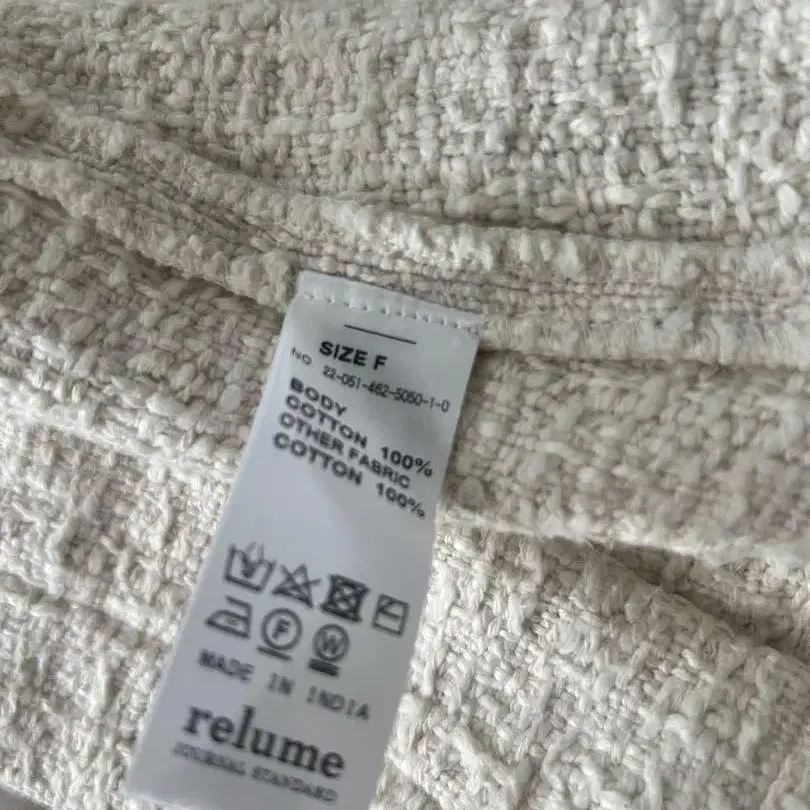 SIZE F
NO 22-051-462-5050-1-0
BODY
COTTON 100%
OTHER FABRIC
COTTON 100%
F W
MADE IN INDIA
relume
JOURNAL STANDARD